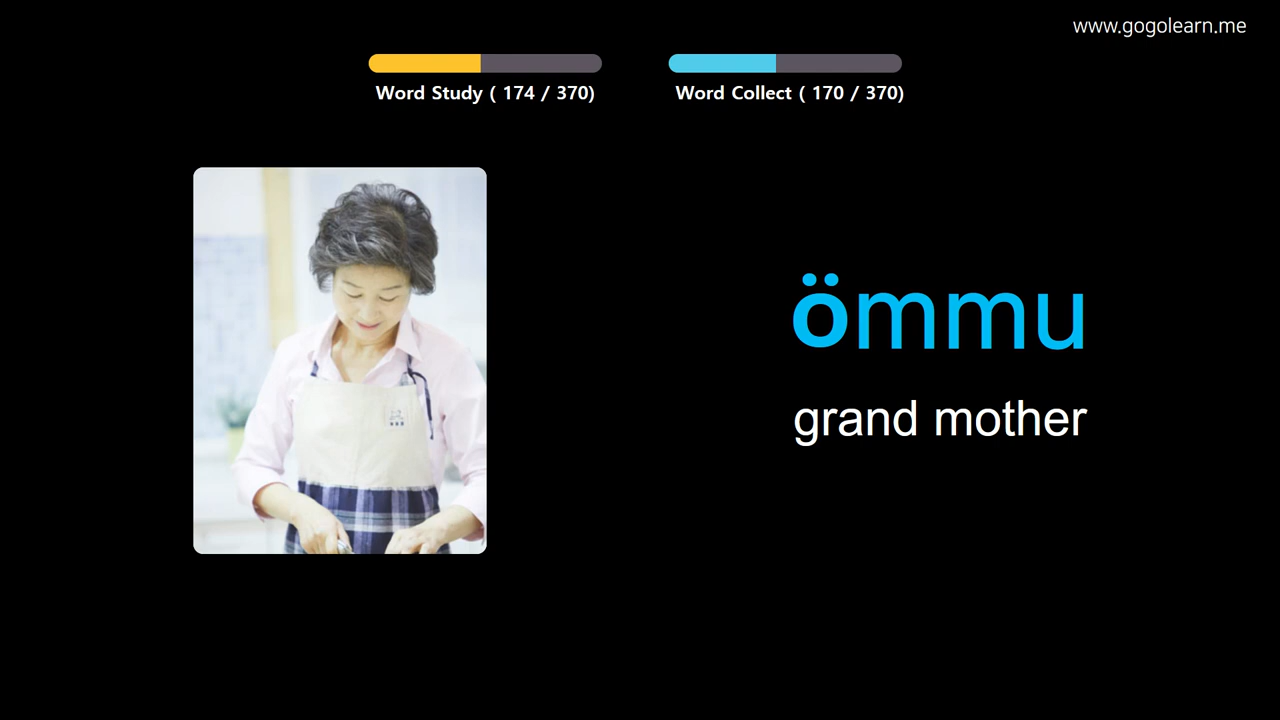 www.gogolearn.me
Word Study ( 174 / 370)
Word Collect ( 170 / 370)
ömmu
grand mother